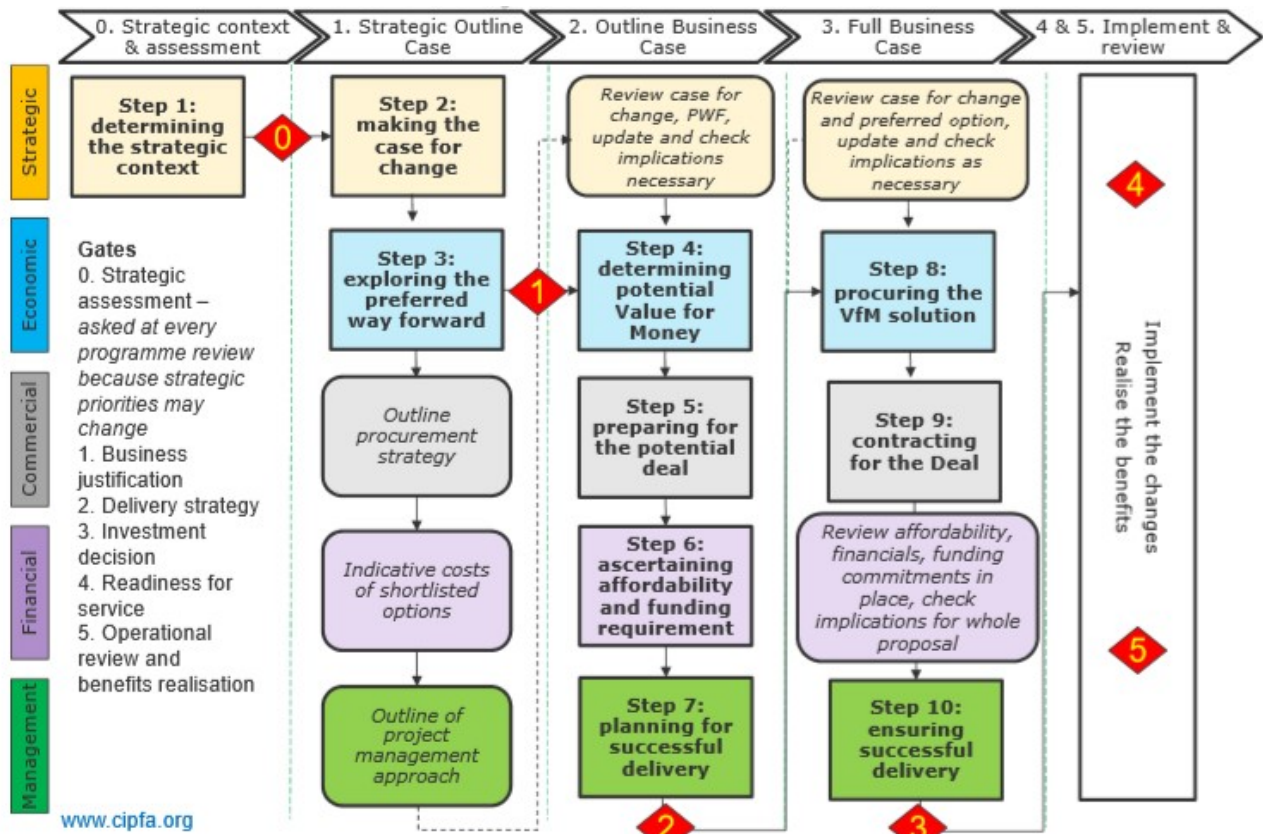 0. Strategic context
& assessment
1. Strategic Outline
Case
2. Outline Business
Case
3. Full Business
Case
4 & 5. Implement &
review
Strategic
Economic
Commercial
Financial
Management
Step 1:
determining
the strategic
context
0
Gates
0. Strategic
assessment –
asked at every
programme review
because strategic
priorities may
change
1. Business
justification
2. Delivery strategy
3. Investment
decision
4. Readiness for
service
5. Operational
review and
benefits realisation
Step 2:
making the
case for
change
Step 3:
exploring the
preferred
way forward
1
Outline
procurement
strategy
Indicative costs
of shortlisted
options
Outline of
project
management
approach
Review case for
change, PWF,
update and check
implications
necessary
Step 4:
determining
potential
Value for
Money
Step 5:
preparing for
the potential
deal
Step 6:
ascertaining
affordability
and funding
requirement
Step 7:
planning for
successful
delivery
2
Review case for change
and preferred option,
update and check
implications as
necessary
Step 8:
procuring the
VfM solution
Step 9:
contracting
for the Deal
Review affordability,
financials, funding
commitments in
place, check
implications for whole
proposal
Step 10:
ensuring
successful
delivery
3
4
Implement the changes
Realise the benefits
5
www.cipfa.org